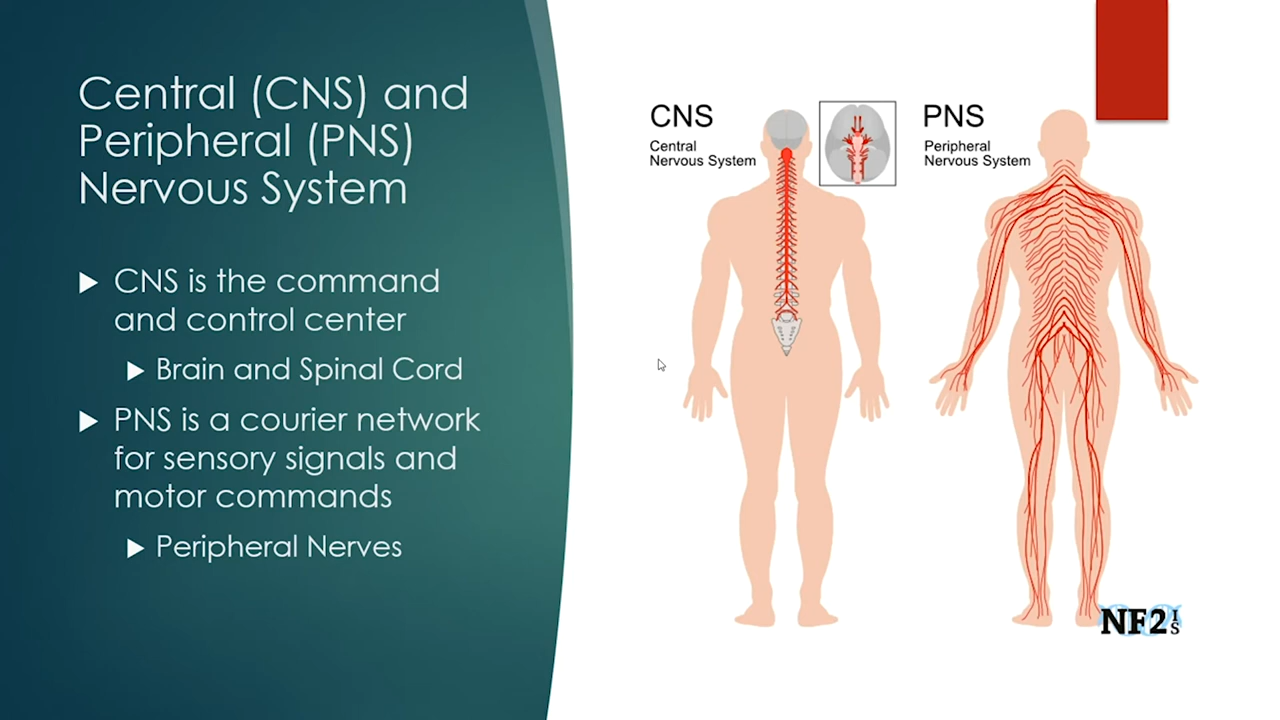 Central (CNS) and
Peripheral (PNS)
Nervous System
CNS is the command
and control center
Brain and Spinal Cord
PNS is a courier network
for sensory signals and
motor commands
Peripheral Nerves
CNS
Central
Nervous System
PNS
Peripheral
Nervous System
NF2 IS